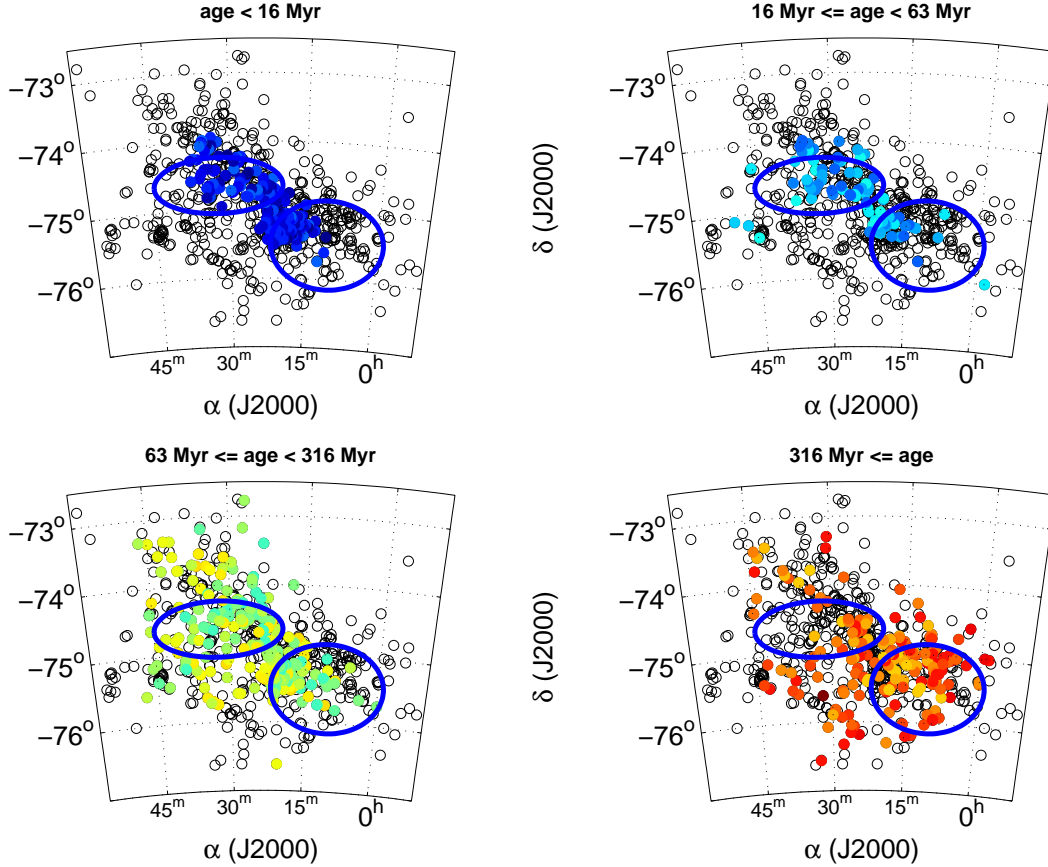 age < 16 Myr
−73°
−74°
−75°
−76°
45ᵐ
30ᵐ
15ᵐ
0ʰ
α (J2000)
16 Myr <= age < 63 Myr
δ (J2000)
−73°
−74°
−75°
−76°
45ᵐ
30ᵐ
15ᵐ
0ʰ
α (J2000)
63 Myr <= age < 316 Myr
−73°
−74°
−75°
−76°
45ᵐ
30ᵐ
15ᵐ
0ʰ
α (J2000)
316 Myr <= age
δ (J2000)
−73°
−74°
−75°
−76°
45ᵐ
30ᵐ
15ᵐ
0ʰ
α (J2000)